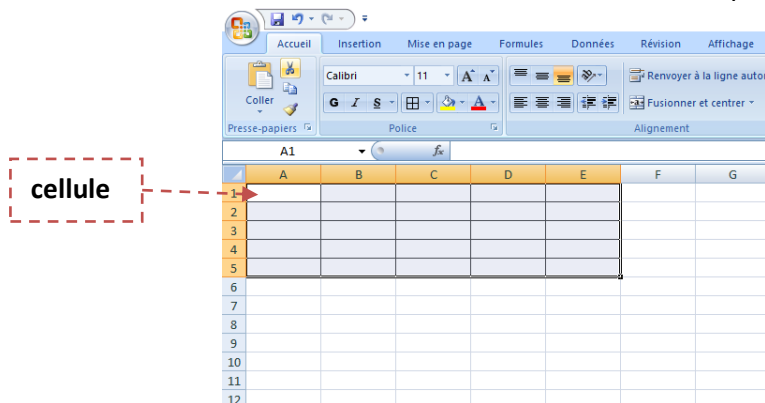 Accueil Insertion Mise en page Formules Données Révision Affichage
Calibri 11 A A Renvoyer à la ligne auto
Coller G I S A Fusionner et centrer
Presse-papiers Police Alignement
A1 fx
A B C D E F G
cellule
1
2
3
4
5
6
7
8
9
10
11
12